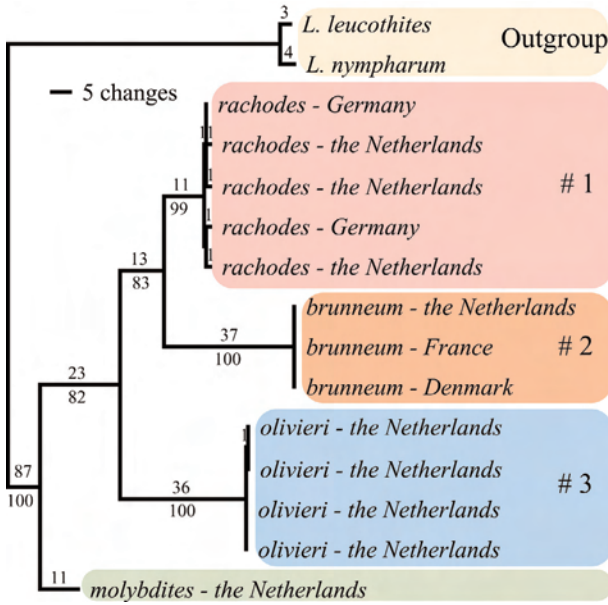 3
L. leucothites
Outgroup
4
L. nympharum
5 changes
rachodes - Germany
11
rachodes - the Netherlands
1
rachodes - the Netherlands
# 1
11
99
1
rachodes - Germany
1
rachodes - the Netherlands
13
83
brunneum - the Netherlands
37
100
brunneum - France
# 2
brunneum - Denmark
23
82
1
olivieri - the Netherlands
olivieri - the Netherlands
# 3
36
100
olivieri - the Netherlands
olivieri - the Netherlands
87
100
11
molybdites - the Netherlands